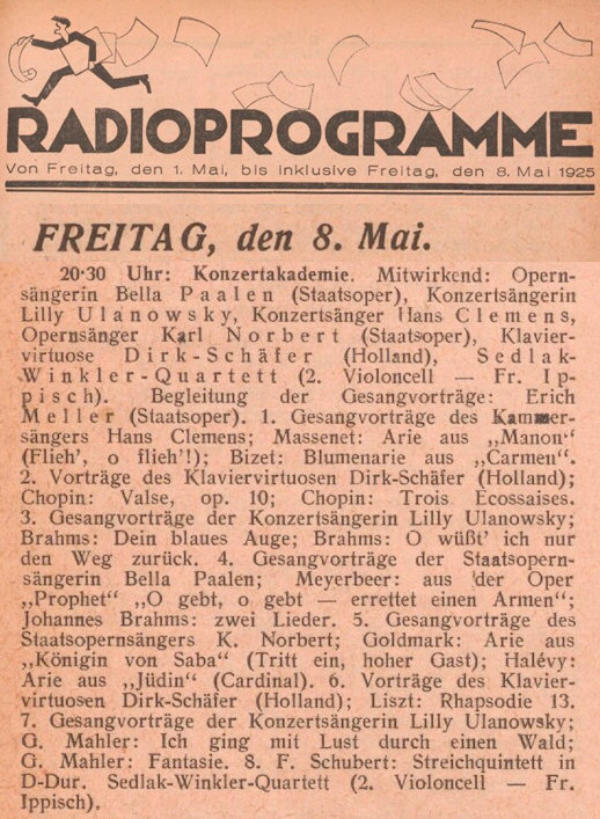 RADIOPROGRAMME
Von Freitag, den 1. Mai, bis inklusive Freitag, den 8. Mai 1925
FREITAG, den 8. Mai.
20·30 Uhr: Konzertakademie. Mitwirkend: Opern-
sängerin Bella Paalen (Staatsoper), Konzertsängerin
Lilly Ulanowsky, Konzertsänger Hans Clemens,
Opernsänger Karl Norbert (Staatsoper), Klavier-
virtuose Dirk-Schäfer (Holland), Sedlak-
Winkler-Quartett (2. Violoncell — Fr. Ip-
pisch). Begleitung der Gesangvorträge: Erich
Meller (Staatsoper). 1. Gesangvorträge des Kammer-
sängers Hans Clemens; Massenet: Arie aus „Manon“
(Flieh’, o flieh’!); Bizet: Blumenarie aus „Carmen“.
2. Vorträge des Klaviervirtuosen Dirk-Schäfer (Holland);
Chopin: Valse, op. 10; Chopin: Trois Ecossaises.
3. Gesangvorträge der Konzertsängerin Lilly Ulanowsky;
Brahms: Dein blaues Auge; Brahms: O wüßt’ ich nur
den Weg zurück. 4. Gesangvorträge der Staatsopern-
sängerin Bella Paalen; Meyerbeer: aus der Oper
„Prophet“ „O gebt, o gebt — errettet einen Armen“;
Johannes Brahms: zwei Lieder. 5. Gesangvorträge des
Staatsopernsängers K. Norbert; Goldmark: Arie aus
„Königin von Saba“ (Tritt ein, hoher Gast); Halévy:
Arie aus „Jüdin“ (Cardinal). 6. Vorträge des Klavier-
virtuosen Dirk-Schäfer (Holland); Liszt: Rhapsodie 13.
7. Gesangvorträge der Konzertsängerin Lilly Ulanowsky;
G. Mahler: Ich ging mit Lust durch einen Wald;
G. Mahler: Fantasie. 8. F. Schubert: Streichquintett in
D-Dur. Sedlak-Winkler-Quartett (2. Violoncell — Fr.
Ippisch).